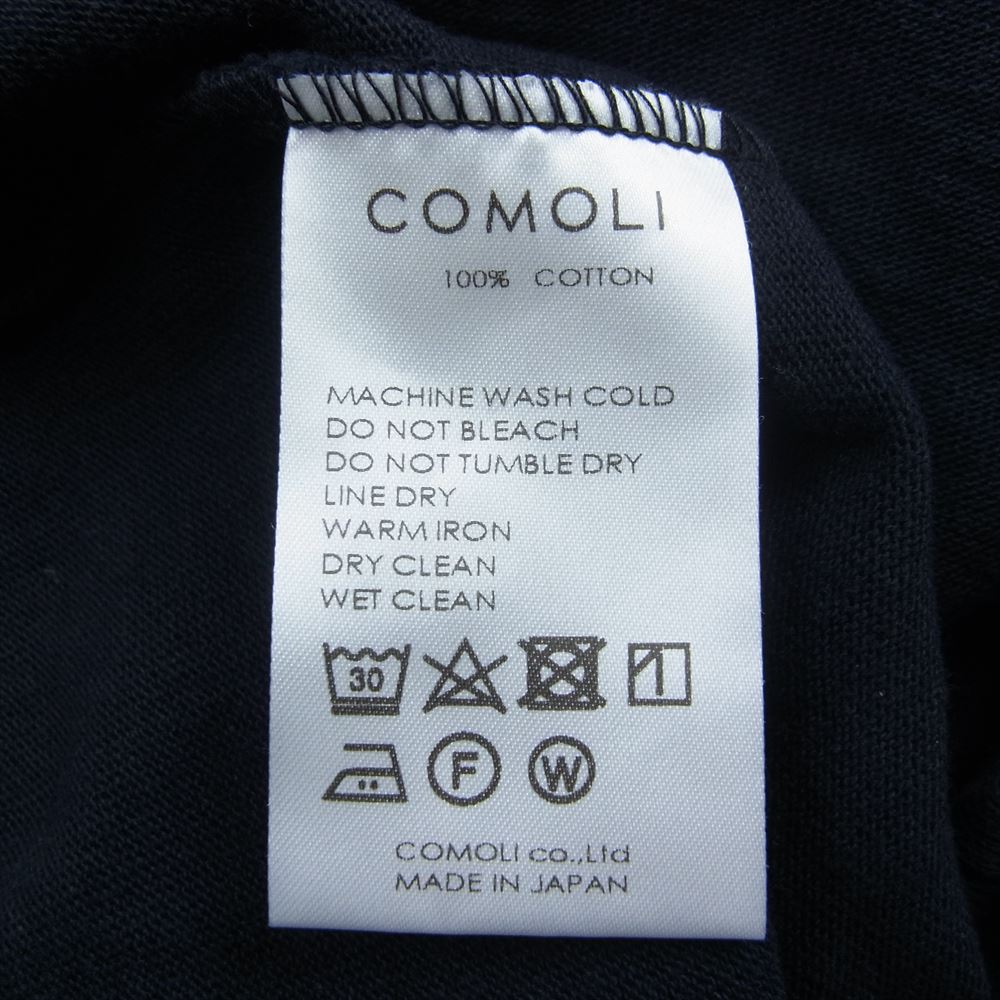 COMOLI
100% COTTON
MACHINE WASH COLD
DO NOT BLEACH
DO NOT TUMBLE DRY
LINE DRY
WARM IRON
DRY CLEAN
WET CLEAN
30
F W
COMOLI co.,Ltd
MADE IN JAPAN